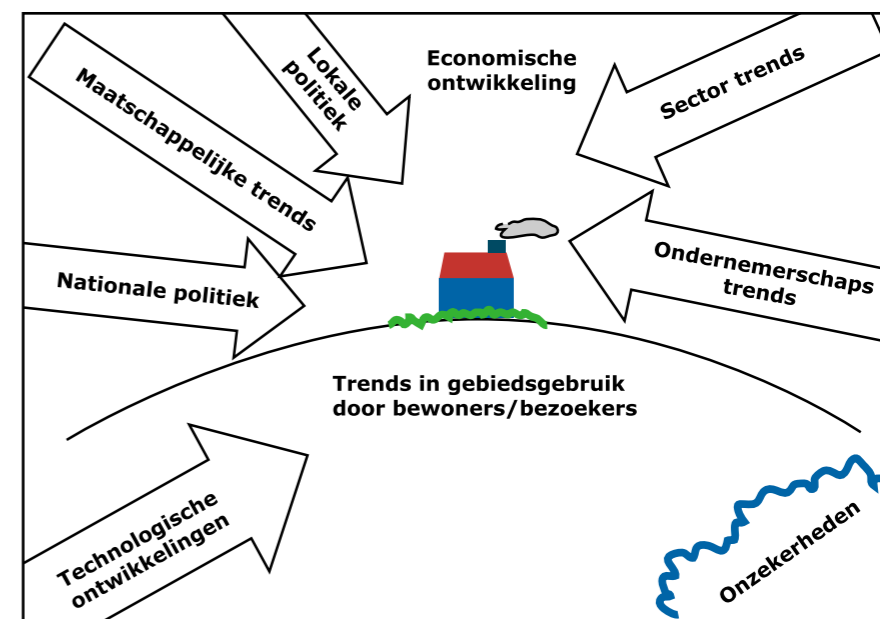 Lokale
politiek
Economische
ontwikkeling
Sector trends
Maatschappelijke trends
Nationale politiek
Ondernemerschaps
trends
Trends in gebiedsgebruik
door bewoners/bezoekers
Technologische
ontwikkelingen
Onzekerheden